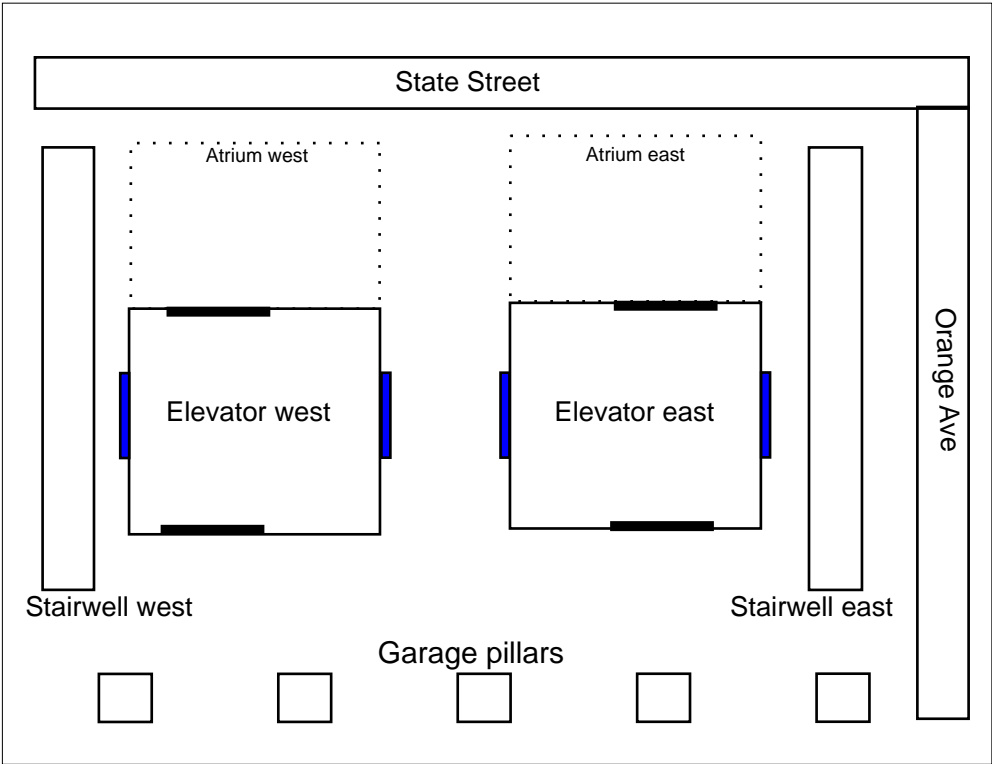 State Street
Atrium west
Atrium east
Orange Ave
Elevator west
Elevator east
Stairwell west
Stairwell east
Garage pillars